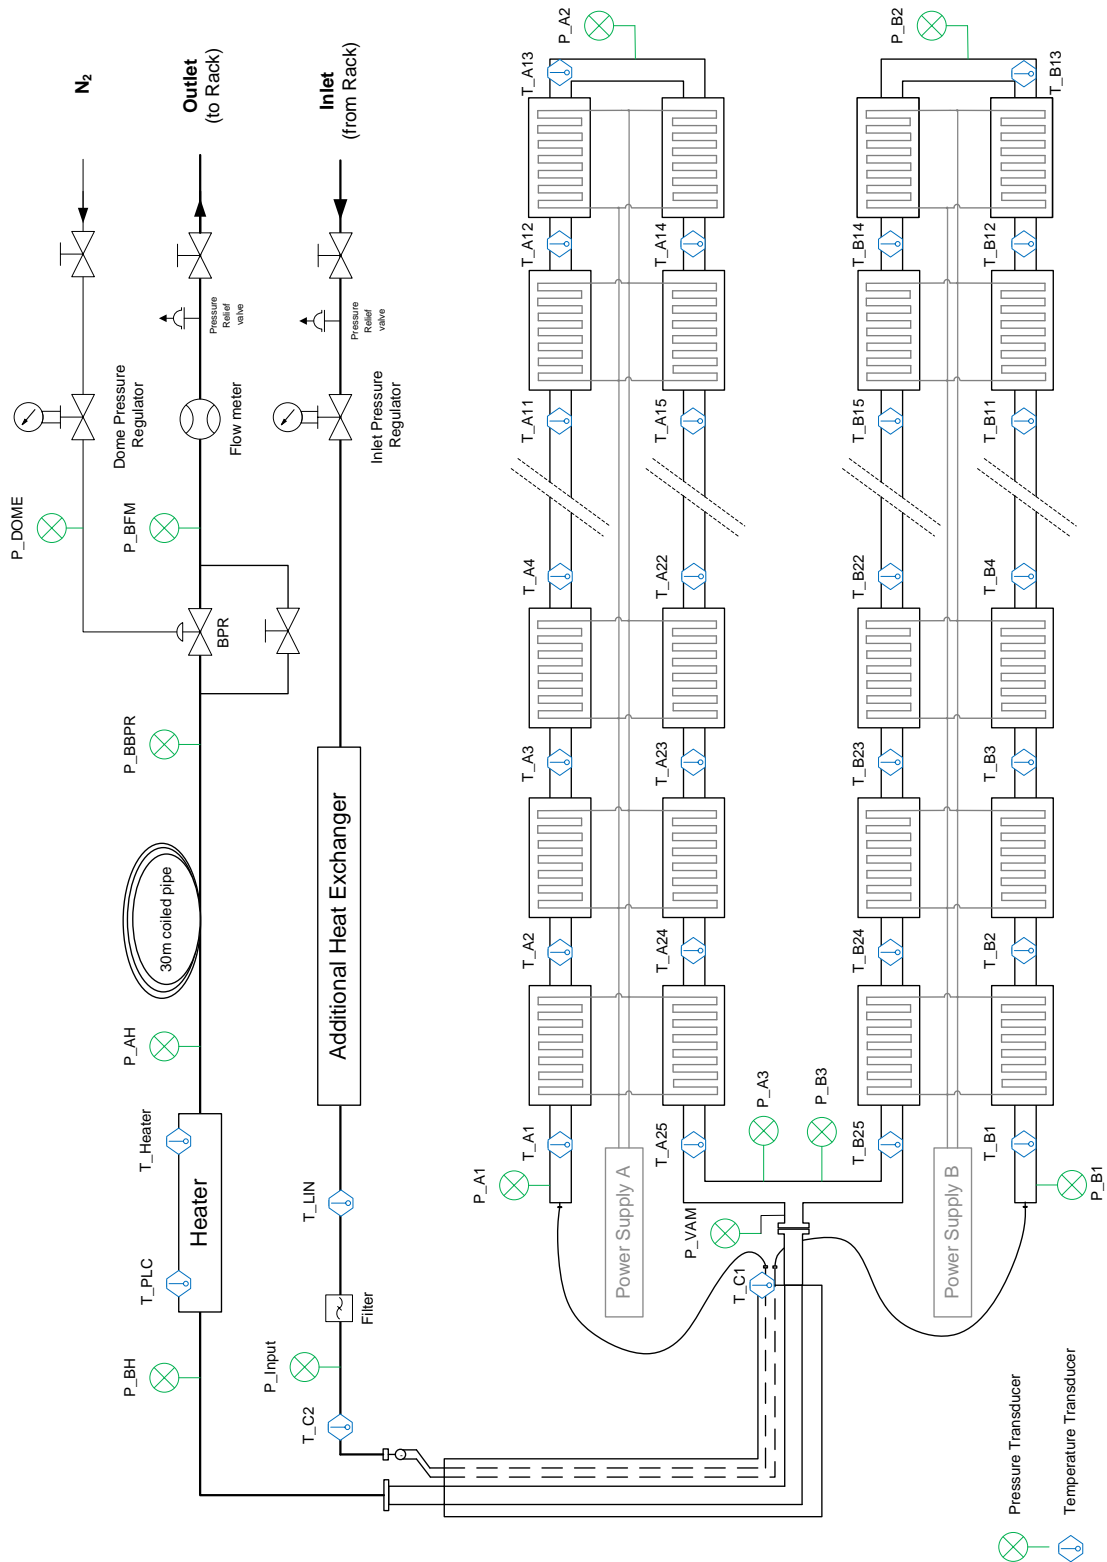 N₂
Outlet
(to Rack)
Inlet
(from Rack)
Pressure
Relief
valve
Pressure
Relief
valve
Dome Pressure
Regulator
Flow meter
Inlet Pressure
Regulator
P_DOME
P_BFM
BPR
P_BBPR
30m coiled pipe
Additional Heat Exchanger
P_AH
T_Heater
Heater
T_PLC
P_BH
T_LIN
Filter
P_Input
T_C2
P_A2
T_A13
T_A12
T_A14
T_A11
T_A15
T_A4
T_A22
T_A3
T_A23
T_A2
T_A24
T_A1
T_A25
P_A1
Power Supply A
P_VAM
T_C1
P_A3
P_B3
P_B2
T_B13
T_B14
T_B12
T_B15
T_B11
T_B22
T_B4
T_B23
T_B3
T_B24
T_B2
T_B25
T_B1
P_B1
Power Supply B
Pressure Transducer
Temperature Transducer